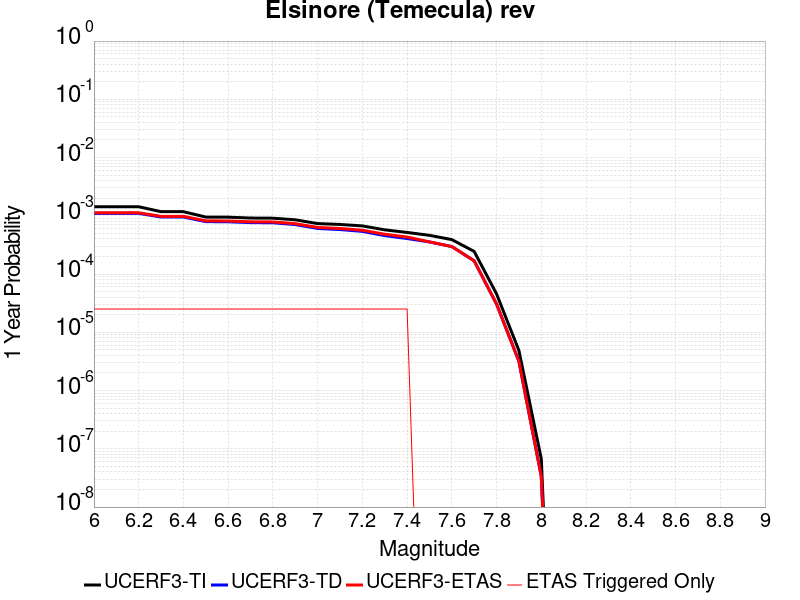 Elsinore (Temecula) rev
10^0
10^-1
10^-2
10^-3
10^-4
10^-5
10^-6
10^-7
10^-8
1 Year Probability
6 6.2 6.4 6.6 6.8 7 7.2 7.4 7.6 7.8 8 8.2 8.4 8.6 8.8 9
Magnitude
UCERF3-TI UCERF3-TD UCERF3-ETAS ETAS Triggered Only